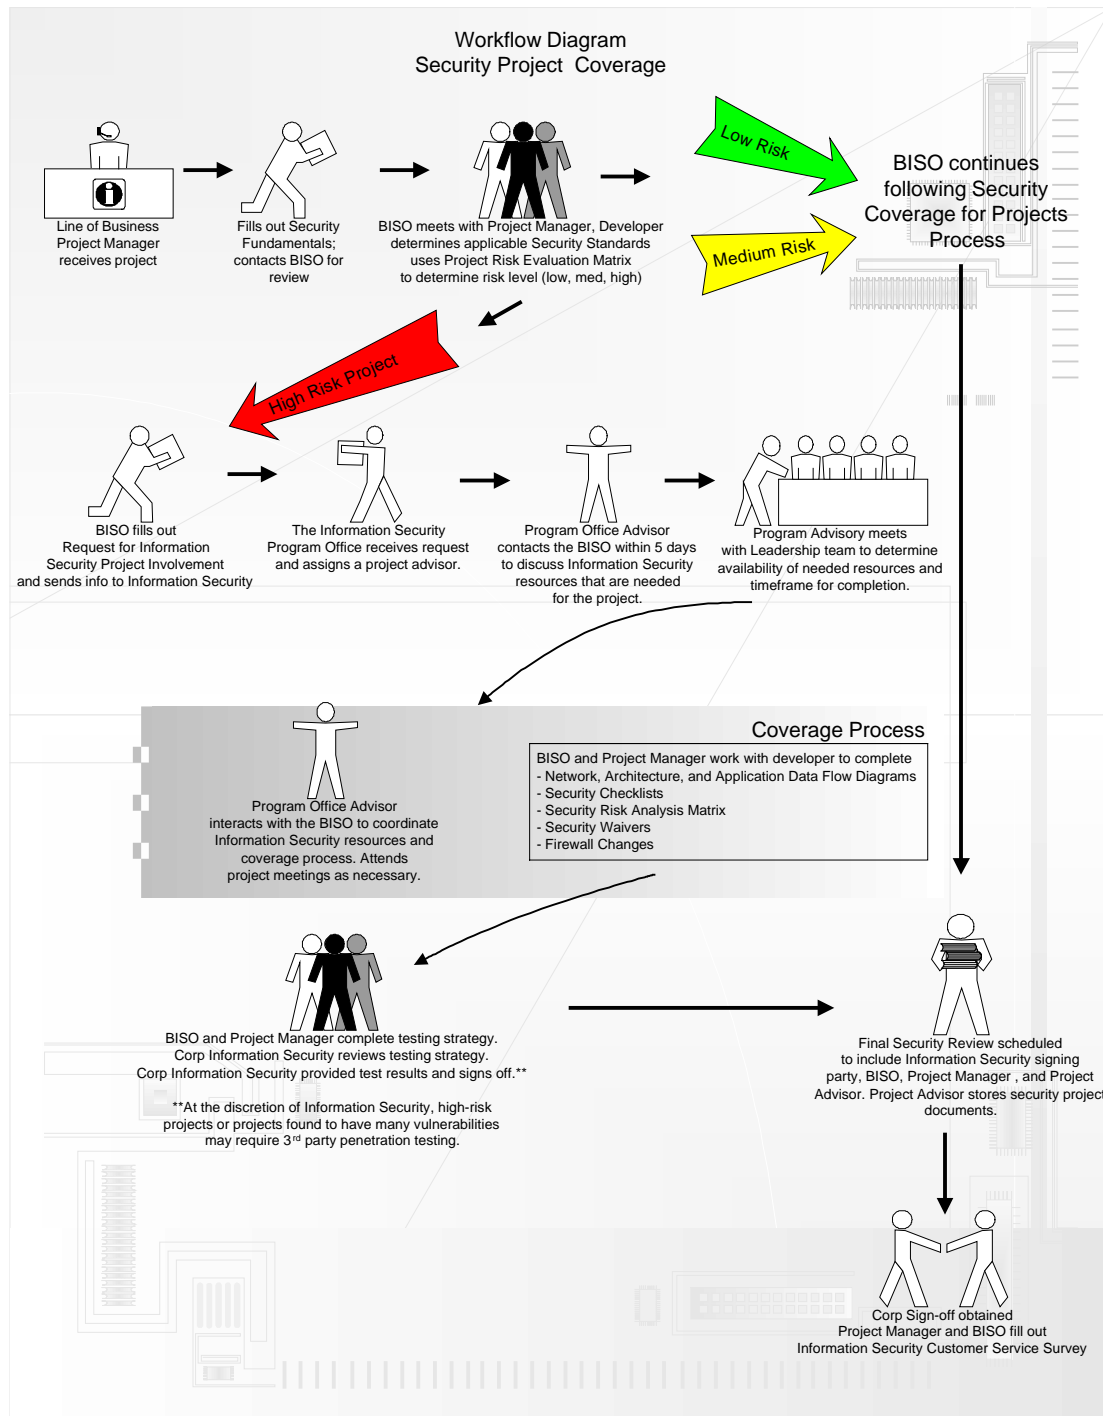 Workflow Diagram
Security Project Coverage
Line of Business
Project Manager
receives project
Fills out Security
Fundamentals;
contacts BISO for
review
BISO meets with Project Manager, Developer
determines applicable Security Standards
uses Project Risk Evaluation Matrix
to determine risk level (low, med, high)
Low Risk
Medium Risk
BISO continues
following Security
Coverage for Projects
Process
High Risk Project
BISO fills out
Request for Information
Security Project Involvement
and sends info to Information Security
The Information Security
Program Office receives request
and assigns a project advisor.
Program Office Advisor
contacts the BISO within 5 days
to discuss Information Security
resources that are needed
for the project.
Program Advisory meets
with Leadership team to determine
availability of needed resources and
timeframe for completion.
Coverage Process
Program Office Advisor
interacts with the BISO to coordinate
Information Security resources and
coverage process. Attends
project meetings as necessary.
BISO and Project Manager work with developer to complete
- Network, Architecture, and Application Data Flow Diagrams
- Security Checklists
- Security Risk Analysis Matrix
- Security Waivers
- Firewall Changes
BISO and Project Manager complete testing strategy.
Corp Information Security reviews testing strategy.
Corp Information Security provided test results and signs off.**
**At the discretion of Information Security, high-risk
projects or projects found to have many vulnerabilities
may require 3rd party penetration testing.
Final Security Review scheduled
to include Information Security signing
party, BISO, Project Manager , and Project
Advisor. Project Advisor stores security project
documents.
Corp Sign-off obtained
Project Manager and BISO fill out
Information Security Customer Service Survey